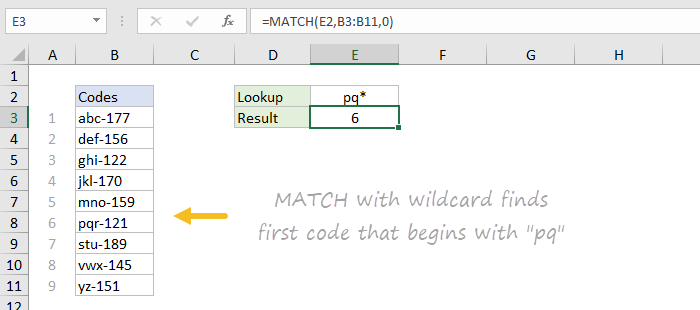 E3 fx =MATCH(E2,B3:B11,0)
A B C D E F G H
1
2 Codes Lookup pq*
3 1 abc-177 Result 6
4 2 def-156
5 3 ghi-122
6 4 jkl-170
7 5 mno-159
8 6 pqr-121
9 7 stu-189
10 8 vwx-145
11 9 yz-151
12
MATCH with wildcard finds
first code that begins with "pq"